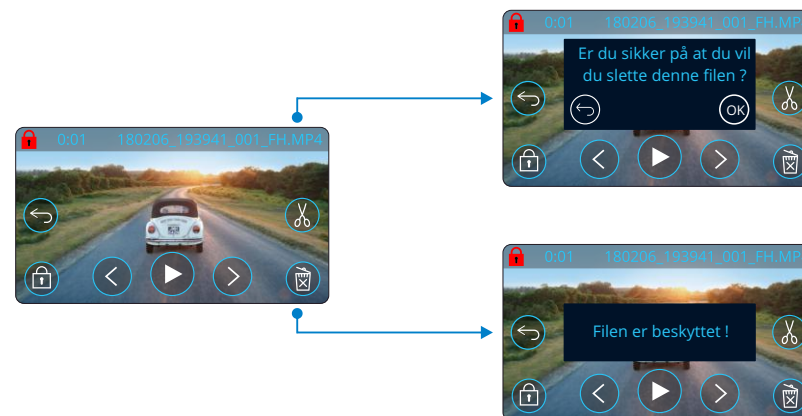 0:01 180206_193941_001_FH.MP4
0:01 180206_193941_001_FH.MP
Er du sikker på at du vil
du slette denne filen ?
OK
0:01 180206_193941_001_FH.MP
Filen er beskyttet !